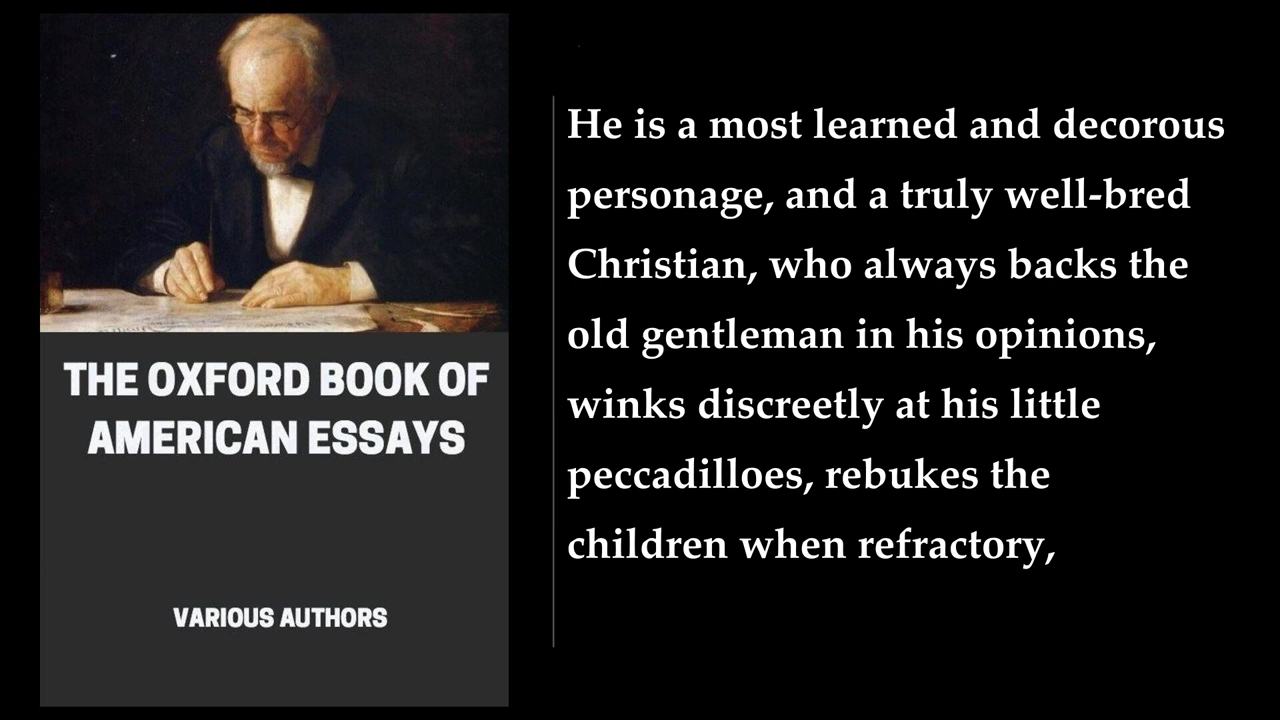 THE OXFORD BOOK OF
AMERICAN ESSAYS
VARIOUS AUTHORS
He is a most learned and decorous
personage, and a truly well-bred
Christian, who always backs the
old gentleman in his opinions,
winks discreetly at his little
peccadilloes, rebukes the
children when refractory,